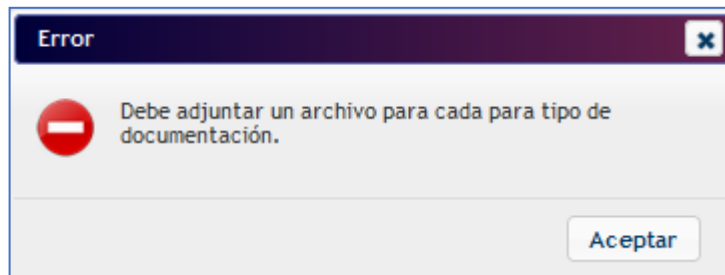 Error
Debe adjuntar un archivo para cada para tipo de
documentación.
Aceptar